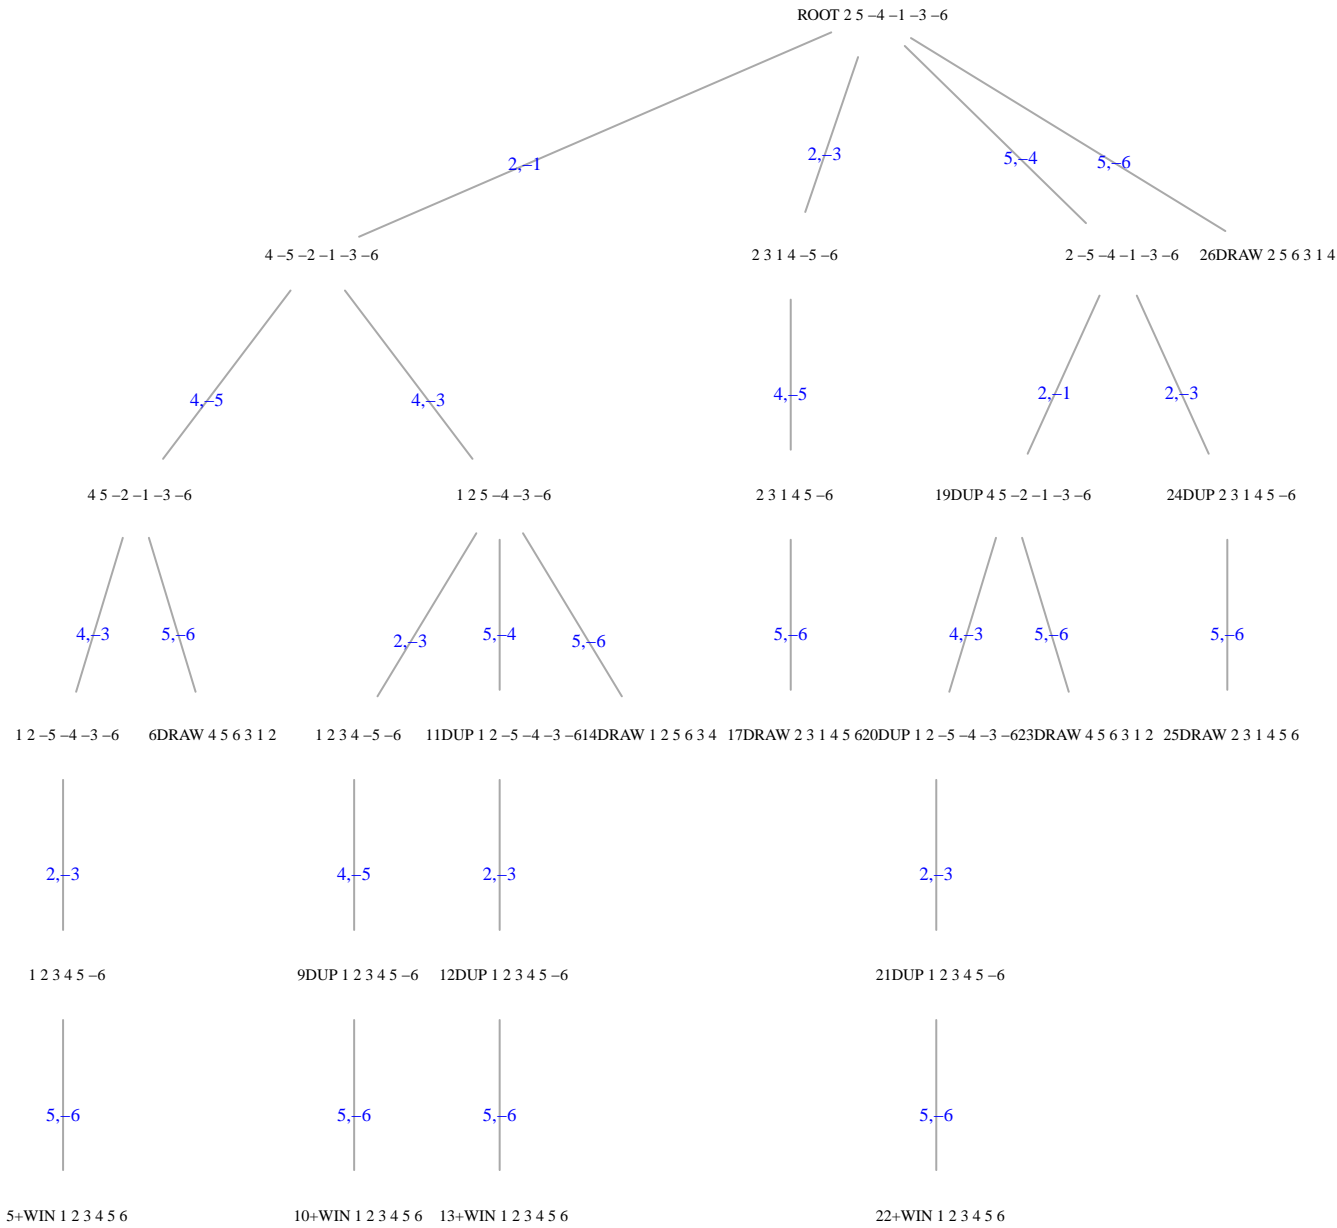 ROOT 2 5 −4 −1 −3 −6
2,−1
2,−3
5,−4
5,−6
4 −5 −2 −1 −3 −6
2 3 1 4 −5 −6
2 −5 −4 −1 −3 −6
26DRAW 2 5 6 3 1 4
4,−5
4,−3
4,−5
2,−1
2,−3
4 5 −2 −1 −3 −6
1 2 5 −4 −3 −6
2 3 1 4 5 −6
19DUP 4 5 −2 −1 −3 −6
24DUP 2 3 1 4 5 −6
4,−3
5,−6
2,−3
5,−4
5,−6
5,−6
4,−3
5,−6
5,−6
1 2 −5 −4 −3 −6
6DRAW 4 5 6 3 1 2
1 2 3 4 −5 −6
11DUP 1 2 −5 −4 −3 −6
14DRAW 1 2 5 6 3 4
17DRAW 2 3 1 4 5 6
20DUP 1 2 −5 −4 −3 −6
23DRAW 4 5 6 3 1 2
25DRAW 2 3 1 4 5 6
2,−3
4,−5
2,−3
2,−3
1 2 3 4 5 −6
9DUP 1 2 3 4 5 −6
12DUP 1 2 3 4 5 −6
21DUP 1 2 3 4 5 −6
5,−6
5,−6
5,−6
5,−6
5+WIN 1 2 3 4 5 6
10+WIN 1 2 3 4 5 6
13+WIN 1 2 3 4 5 6
22+WIN 1 2 3 4 5 6